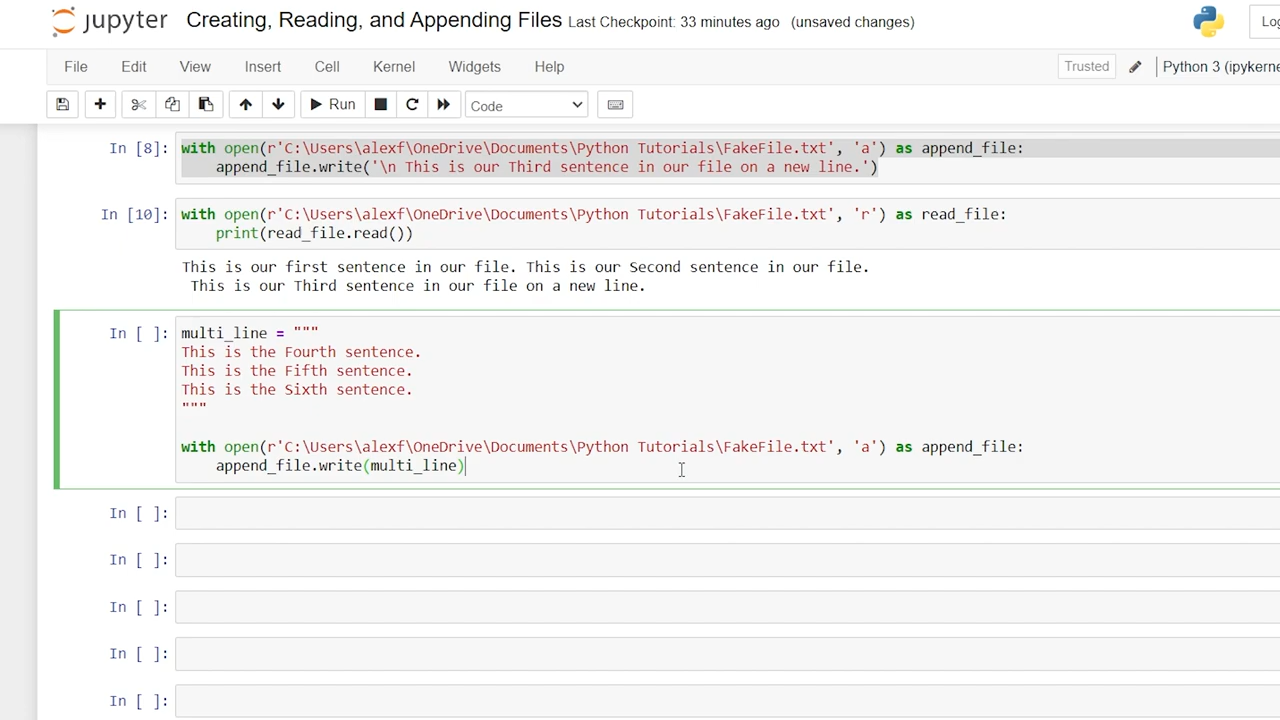 jupyter Creating, Reading, and Appending Files Last Checkpoint: 33 minutes ago (unsaved changes)
File Edit View Insert Cell Kernel Widgets Help Trusted Python 3
Run Code
In [8]: with open(r'C:\Users\alexf\OneDrive\Documents\Python Tutorials\FakeFile.txt', 'a') as append_file:
append_file.write('\n This is our Third sentence in our file on a new line.')
In [10]: with open(r'C:\Users\alexf\OneDrive\Documents\Python Tutorials\FakeFile.txt', 'r') as read_file:
print(read_file.read())
This is our first sentence in our file. This is our Second sentence in our file.
This is our Third sentence in our file on a new line.
In [ ]: multi_line = """
This is the Fourth sentence.
This is the Fifth sentence.
This is the Sixth sentence.
"""
with open(r'C:\Users\alexf\OneDrive\Documents\Python Tutorials\FakeFile.txt', 'a') as append_file:
append_file.write(multi_line)
In [ ]:
In [ ]:
In [ ]:
In [ ]:
In [ ]: